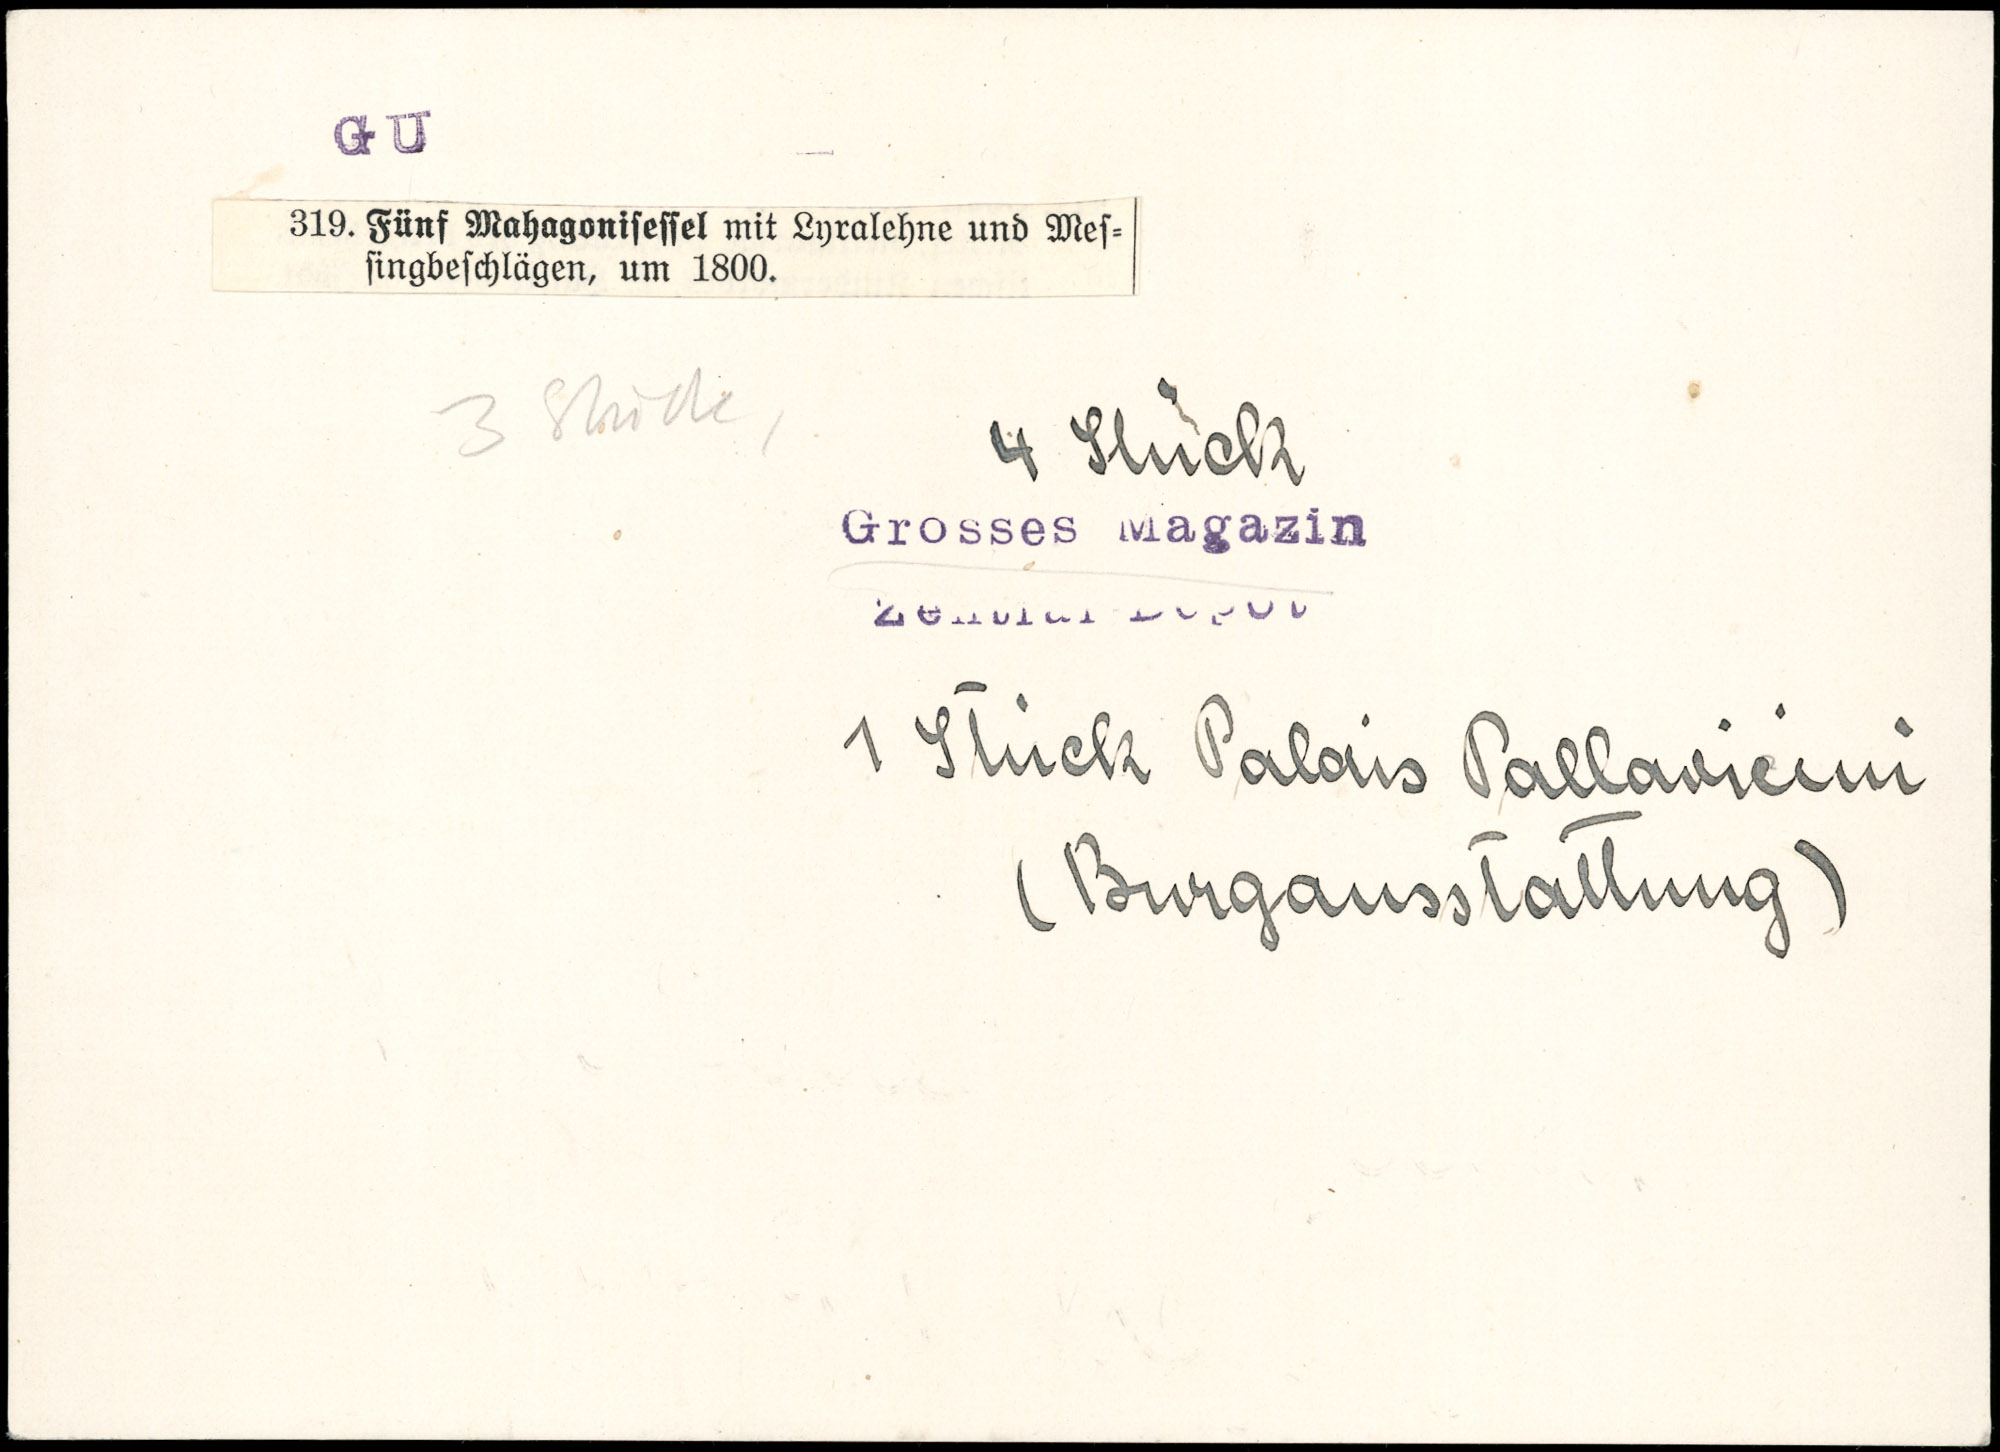 GU
319. Fünf Mahagoniſeſſel mit Lyralehne und Meſ-
ſingbeſchlägen, um 1800.
3 Stücke,
4 Stück
Grosses Magazin
Zentral Depot
1 Stück Palais Pallavicini
(Burgausstattung)